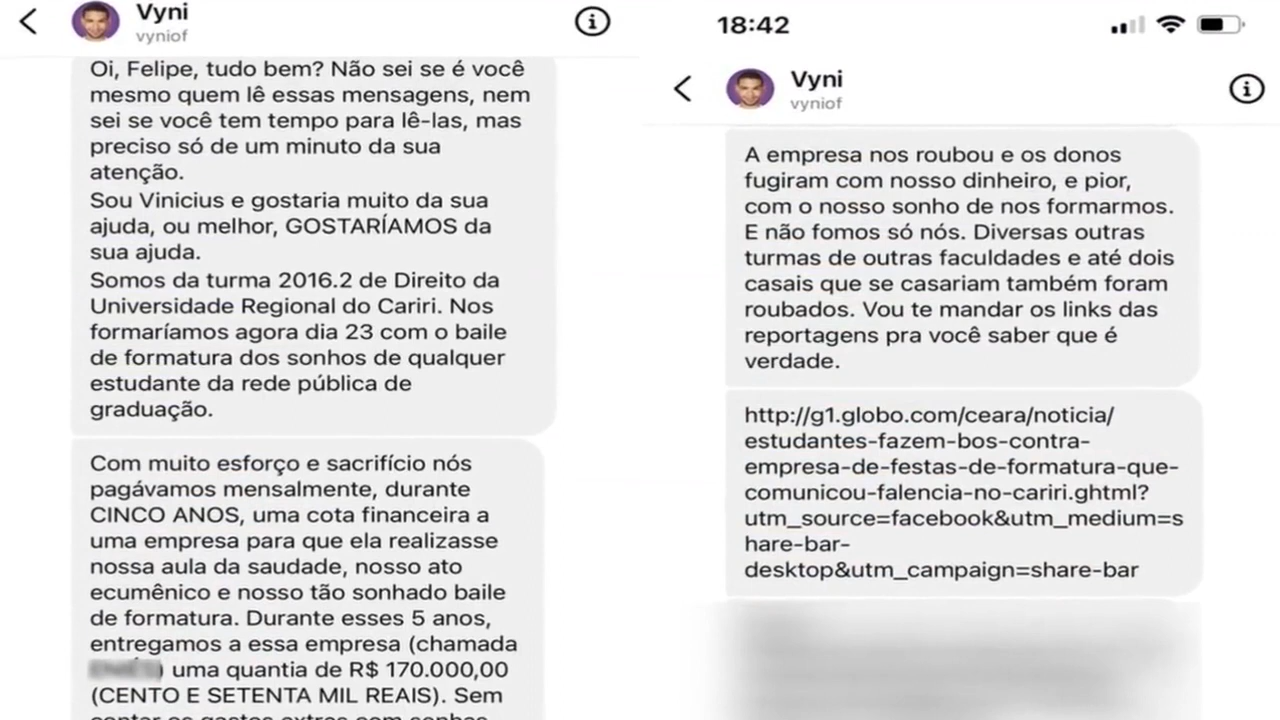 Vyni
vyniof
Oi, Felipe, tudo bem? Não sei se é você
mesmo quem lê essas mensagens, nem
sei se você tem tempo para lê-las, mas
preciso só de um minuto da sua
atenção.
Sou Vinicius e gostaria muito da sua
ajuda, ou melhor, GOSTARÍAMOS da
sua ajuda.
Somos da turma 2016.2 de Direito da
Universidade Regional do Cariri. Nos
formaríamos agora dia 23 com o baile
de formatura dos sonhos de qualquer
estudante da rede pública de
graduação.
Com muito esforço e sacrifício nós
pagávamos mensalmente, durante
CINCO ANOS, uma cota financeira a
uma empresa para que ela realizasse
nossa aula da saudade, nosso ato
ecumênico e nosso tão sonhado baile
de formatura. Durante esses 5 anos,
entregamos a essa empresa (chamada
) uma quantia de R$ 170.000,00
(CENTO E SETENTA MIL REAIS). Sem
contar os gastos extras com sonhos
18:42
Vyni
vyniof
A empresa nos roubou e os donos
fugiram com nosso dinheiro, e pior,
com o nosso sonho de nos formarmos.
E não fomos só nós. Diversas outras
turmas de outras faculdades e até dois
casais que se casariam também foram
roubados. Vou te mandar os links das
reportagens pra você saber que é
verdade.
http://g1.globo.com/ceara/noticia/
estudantes-fazem-bos-contra-
empresa-de-festas-de-formatura-que-
comunicou-falencia-no-cariri.ghtml?
utm_source=facebook&utm_medium=s
hare-bar-
desktop&utm_campaign=share-bar